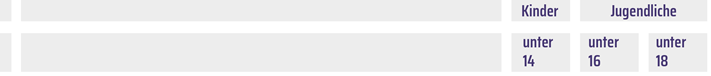 Kinder Jugendliche
unter unter unter
14 16 18